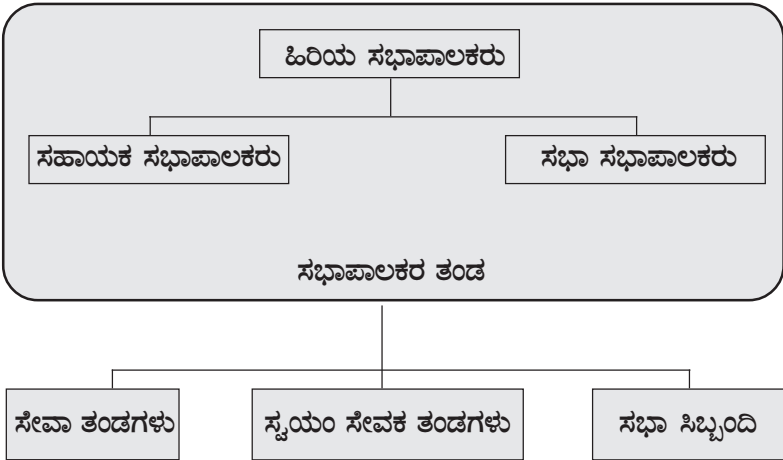 ಹಿರಿಯ ಸಭಾಪಾಲಕರು
ಸಹಾಯಕ ಸಭಾಪಾಲಕರು
ಸಭಾ ಸಭಾಪಾಲಕರು
ಸಭಾಪಾಲಕರ ತಂಡ
ಸೇವಾ ತಂಡಗಳು
ಸ್ವಯಂ ಸೇವಕ ತಂಡಗಳು
ಸಭಾ ಸಿಬ್ಬಂದಿ